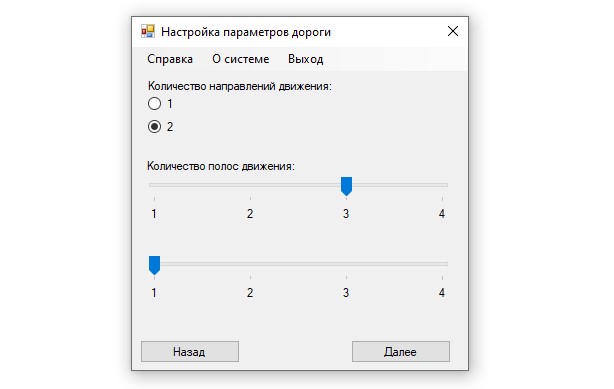 Настройка параметров дороги
Справка О системе Выход
Количество направлений движения:
1
2
Количество полос движения:
1 2 3 4
1 2 3 4
Назад Далее